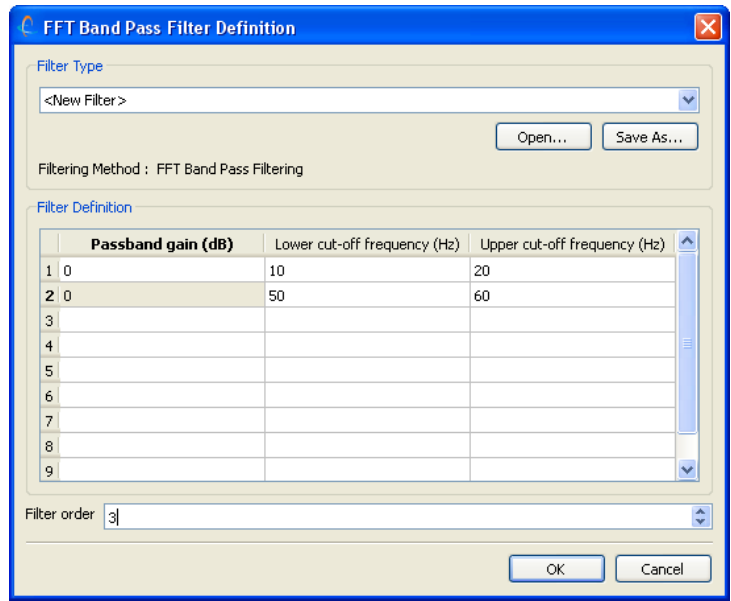 FFT Band Pass Filter Definition
Filter Type
<New Filter>
Open... Save As...
Filtering Method : FFT Band Pass Filtering
Filter Definition
Passband gain (dB) Lower cut-off frequency (Hz) Upper cut-off frequency (Hz)
1 0 10 20
2 0 50 60
3
4
5
6
7
8
9
Filter order 3
OK Cancel